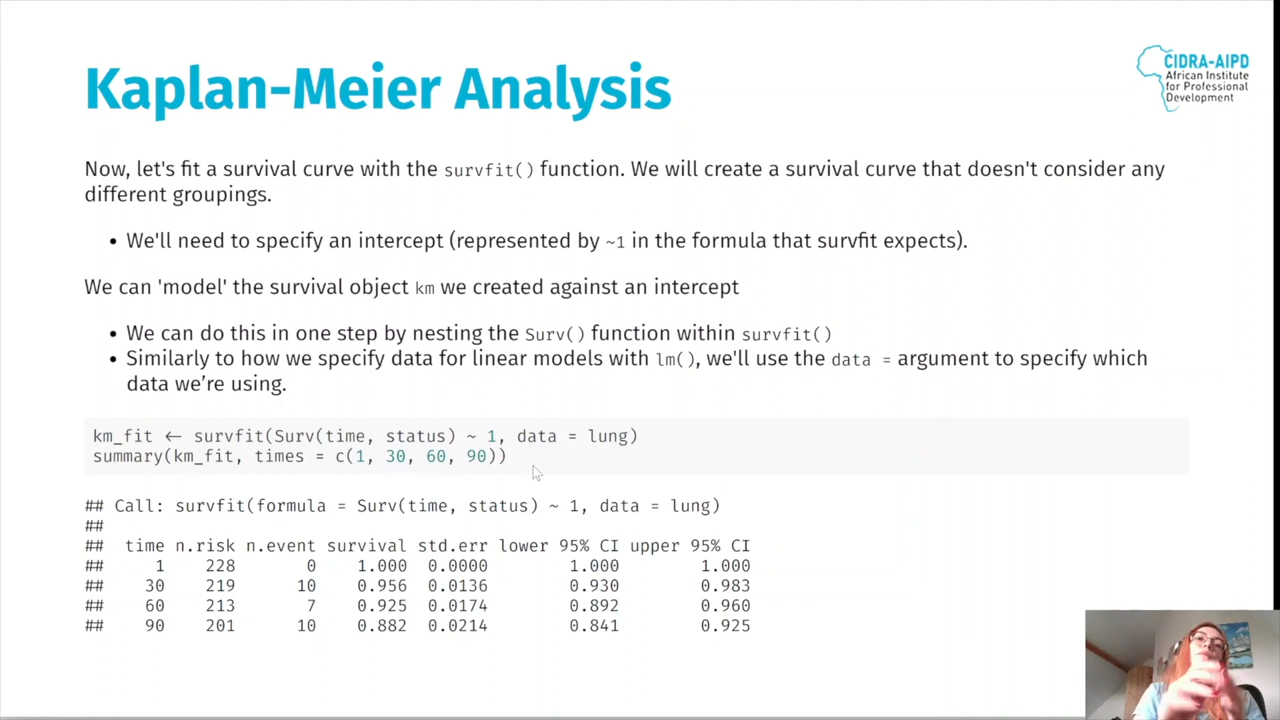 Kaplan-Meier Analysis
CIDRA-AIPD
African Institute
for Professional
Development
Now, let's fit a survival curve with the survfit() function. We will create a survival curve that doesn't consider any
different groupings.
• We'll need to specify an intercept (represented by ~1 in the formula that survfit expects).
We can 'model' the survival object km we created against an intercept
• We can do this in one step by nesting the Surv() function within survfit()
• Similarly to how we specify data for linear models with lm(), we'll use the data = argument to specify which
data we’re using.
km_fit <- survfit(Surv(time, status) ~ 1, data = lung)
summary(km_fit, times = c(1, 30, 60, 90))
## Call: survfit(formula = Surv(time, status) ~ 1, data = lung)
##
## time n.risk n.event survival std.err lower 95% CI upper 95% CI
## 1 228 0 1.000 0.0000 1.000 1.000
## 30 219 10 0.956 0.0136 0.930 0.983
## 60 213 7 0.925 0.0174 0.892 0.960
## 90 201 10 0.882 0.0214 0.841 0.925